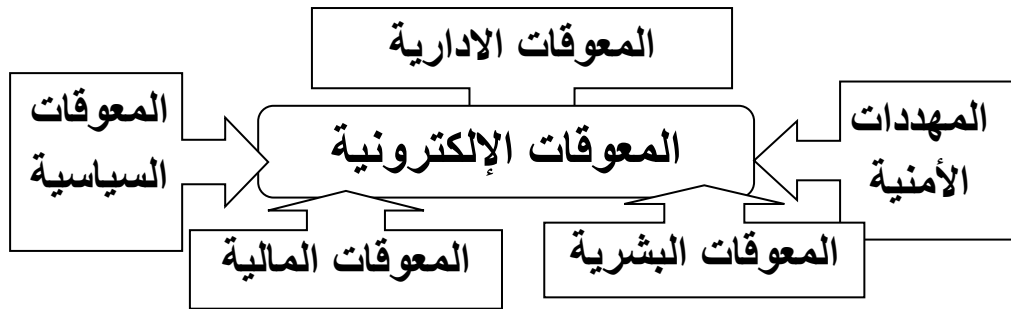 المعوقات الادارية
المهددات
الأمنية
المعوقات الإلكترونية
المعوقات
السياسية
المعوقات البشرية
المعوقات المالية